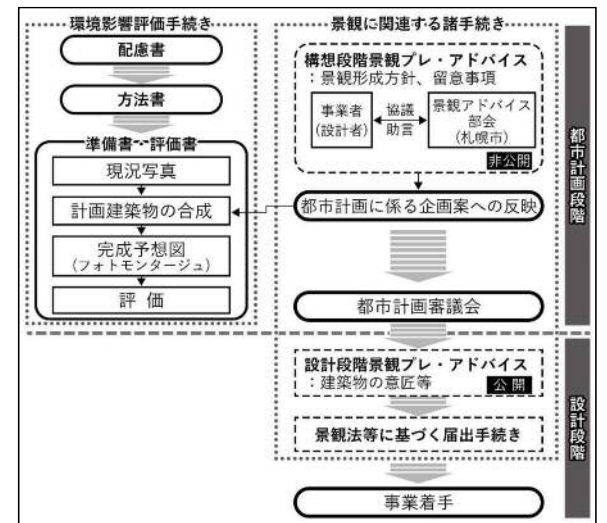 環境影響評価手続き
配慮書
方法書
準備書・評価書
現況写真
計画建築物の合成
完成予想図
(フォトモンタージュ)
評価
景観に関連する諸手続き
構想段階景観プレ・アドバイス
:景観形成方針、留意事項
事業者
(設計者)
協議
助言
景観アドバイス
部会
(札幌市)
非公開
都市計画に係る企画案への反映
都市計画審議会
設計段階景観プレ・アドバイス
:建築物の意匠等
公開
景観法等に基づく届出手続き
事業着手
都市計画段階
設計段階